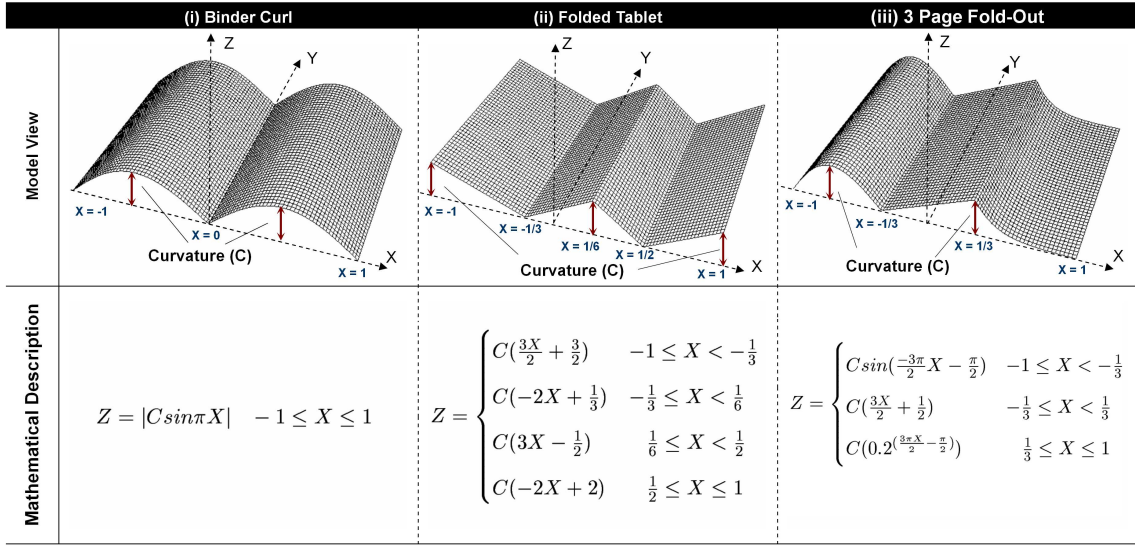 (i) Binder Curl
(ii) Folded Tablet
(iii) 3 Page Fold-Out
Model View
Z
Y
X = -1
X = 0
X = 1
X
Curvature (C)
Z
Y
X = -1
X = -1/3
X = 1/6
X = 1/2
X = 1
X
Curvature (C)
Z
Y
X = -1
X = -1/3
X = 1/3
X = 1
X
Curvature (C)
Mathematical Description
Z = |CsinπX| −1 ≤ X ≤ 1
Z = { C(3X/2 + 3/2) −1 ≤ X < −1/3
C(−2X + 1/3) −1/3 ≤ X < 1/6
C(3X − 1/2) 1/6 ≤ X < 1/2
C(−2X + 2) 1/2 ≤ X ≤ 1
Z = { Csin(−3π/2 X − π/2) −1 ≤ X < −1/3
C(3X/2 + 1/2) −1/3 ≤ X < 1/3
C(0.2^(3πX/2 − π/2)) 1/3 ≤ X ≤ 1